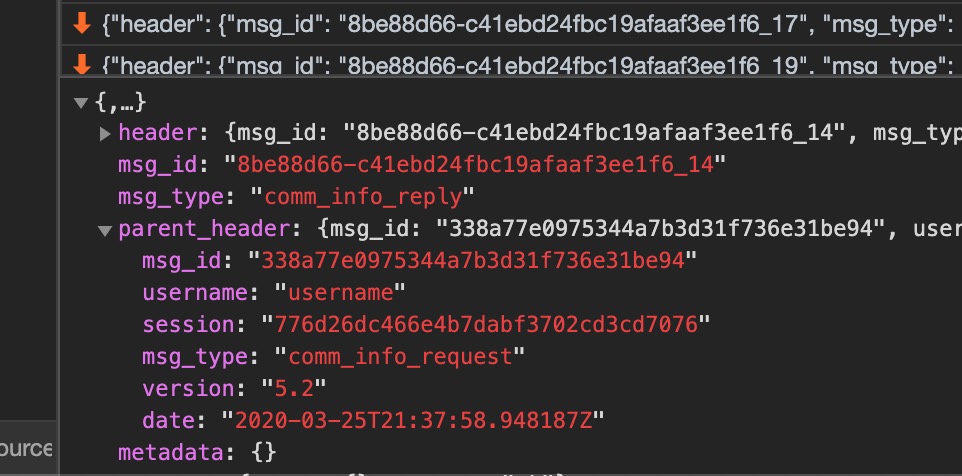 {"header": {"msg_id": "8be88d66-c41ebd24fbc19afaaf3ee1f6_17", "msg_type":
{"header": {"msg_id": "8be88d66-c41ebd24fbc19afaaf3ee1f6_19", "msg_type":
{,…}
header: {msg_id: "8be88d66-c41ebd24fbc19afaaf3ee1f6_14", msg_typ
msg_id: "8be88d66-c41ebd24fbc19afaaf3ee1f6_14"
msg_type: "comm_info_reply"
parent_header: {msg_id: "338a77e0975344a7b3d31f736e31be94", user
msg_id: "338a77e0975344a7b3d31f736e31be94"
username: "username"
session: "776d26dc466e4b7dabf3702cd3cd7076"
msg_type: "comm_info_request"
version: "5.2"
date: "2020-03-25T21:37:58.948187Z"
ource
metadata: {}